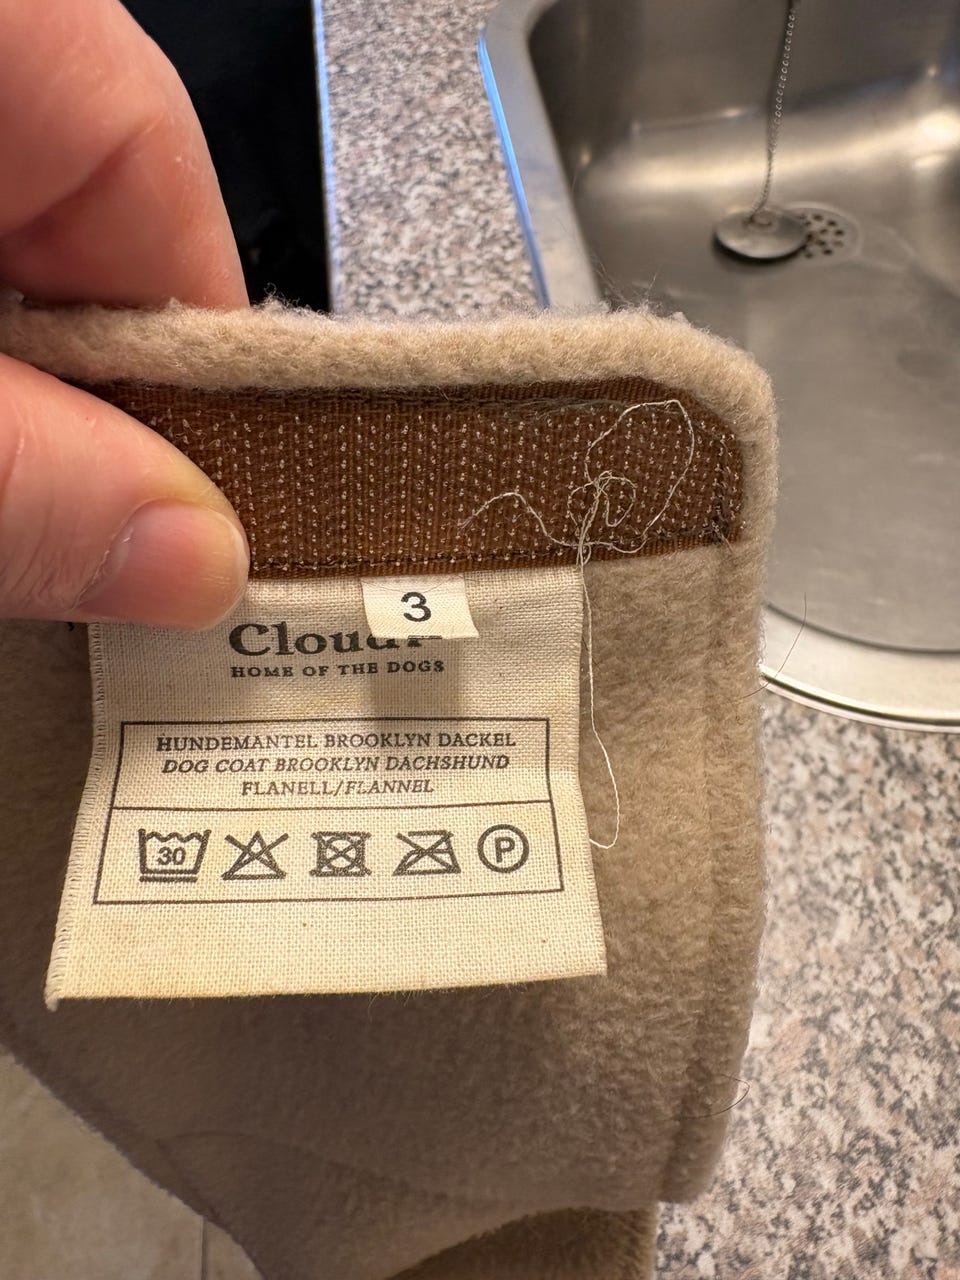 3
HOME OF THE DOGS
HUNDEMANTEL BROOKLYN DACKEL
DOG COAT BROOKLYN DACHSHUND
FLANELL/FLANNEL
30
P